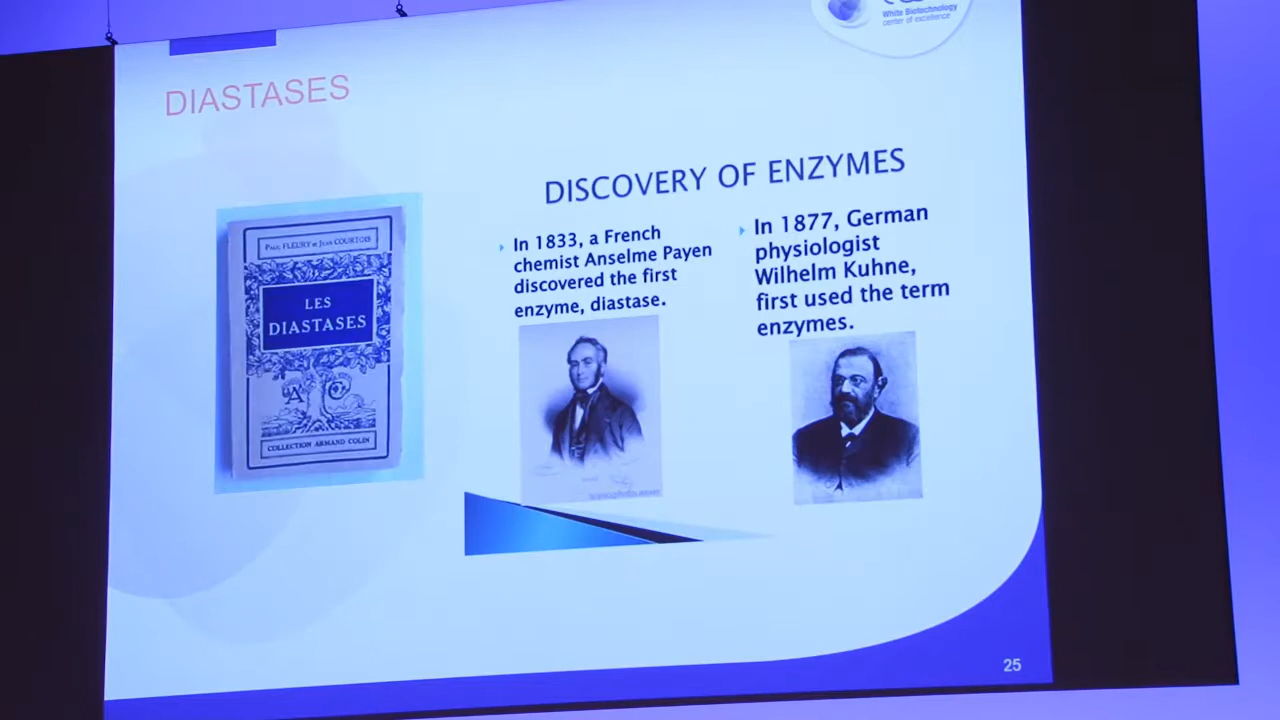 White Biotechnology
center of excellence
DIASTASES
DISCOVERY OF ENZYMES
PAUL FLEURY ET JEAN COURTOIS
LES
DIASTASES
A C
COLLECTION ARMAND COLIN
In 1833, a French
chemist Anselme Payen
discovered the first
enzyme, diastase.
In 1877, German
physiologist
Wilhelm Kuhne,
first used the term
enzymes.
25